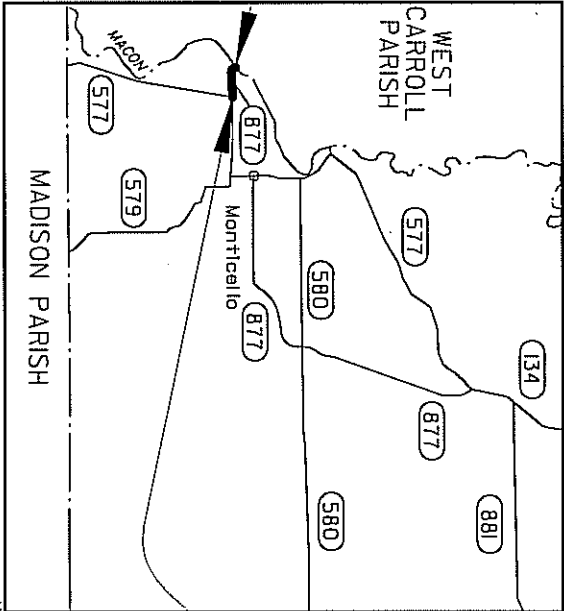 WEST
CARROLL
PARISH
134
881
577
877
580
580
877
877
Monticello
MACON
577
579
MADISON PARISH